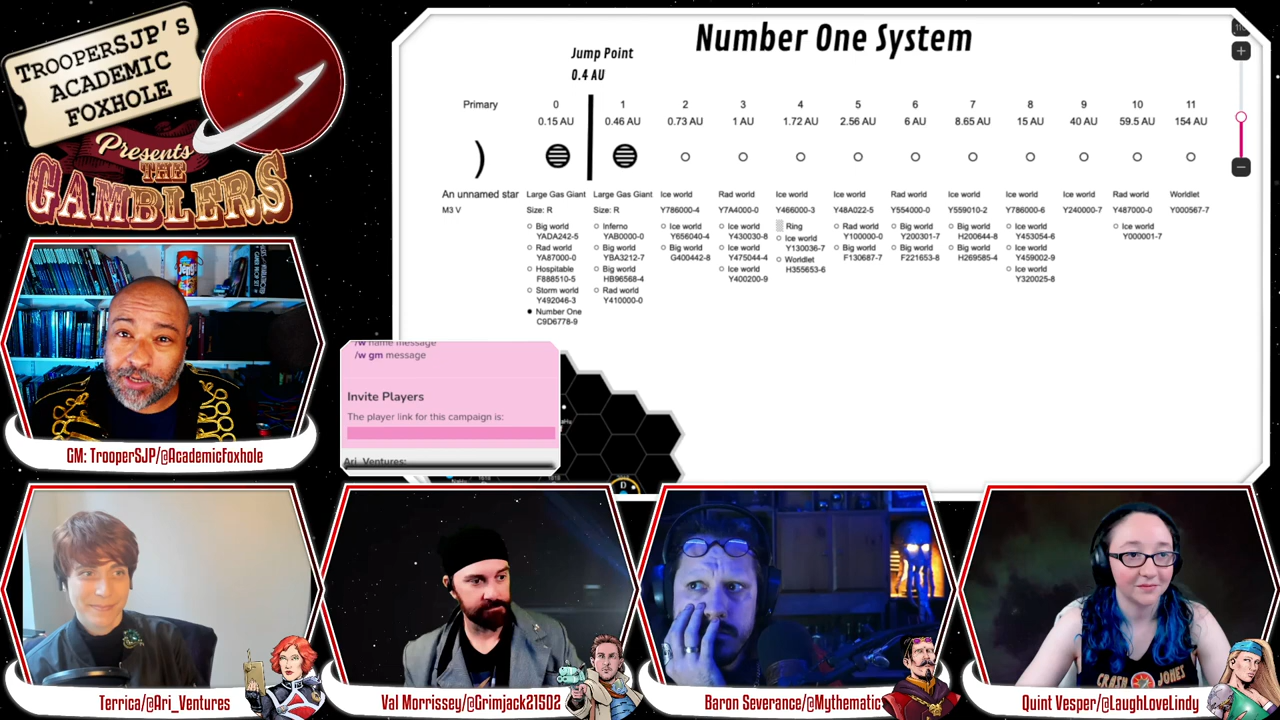 TROOPERSJP'S
ACADEMIC
FOXHOLE
Presents
THE
GAMBLERS
Number One System
Jump Point
0.4 AU
Primary 0 1 2 3 4 5 6 7 8 9 10 11
0.15 AU 0.46 AU 0.73 AU 1 AU 1.72 AU 2.56 AU 6 AU 8.65 AU 15 AU 40 AU 59.5 AU 154 AU
An unnamed star Large Gas Giant Large Gas Giant Ice world Rad world Ice world Ice world Rad world Ice world Ice world Ice world Rad world Worldlet
M3 V Size: R Size: R Y786000-4 Y7A4000-0 Y466000-3 Y48A022-5 Y554000-0 Y559010-2 Y786000-6 Y240000-7 Y487000-0 Y000567-7
Big world Inferno Ice world Ice world Ring Rad world Big world Big world Ice world Ice world
YADA242-5 YAB0000-0 Y656040-4 Y430030-8 Ice world Y100000-0 Y200301-7 H200644-8 Y453054-6 Y000001-7
Rad world Big world Big world Ice world Y130036-7 Big world Big world Big world Ice world
YA87000-0 YBA3212-7 G400442-8 Y475044-4 Worldlet F130687-7 F221653-8 H269585-4 Y459002-9
Hospitable Big world Ice world H355653-6 Ice world
F888510-5 HB96568-4 Y400200-9 Y320025-8
Storm world Rad world
Y492046-3 Y410000-0
Number One
C9D6778-9
/w name message
/w gm message
Invite Players
The player link for this campaign is:
Ari_Ventures:
D
GM: TrooperSJP/@AcademicFoxhole
Terrica/@Ari_Ventures
Val Morrissey/@Grimjack21502
Baron Severance/@Mythematic
Quint Vesper/@LaughLoveLindy
CRASH JONES